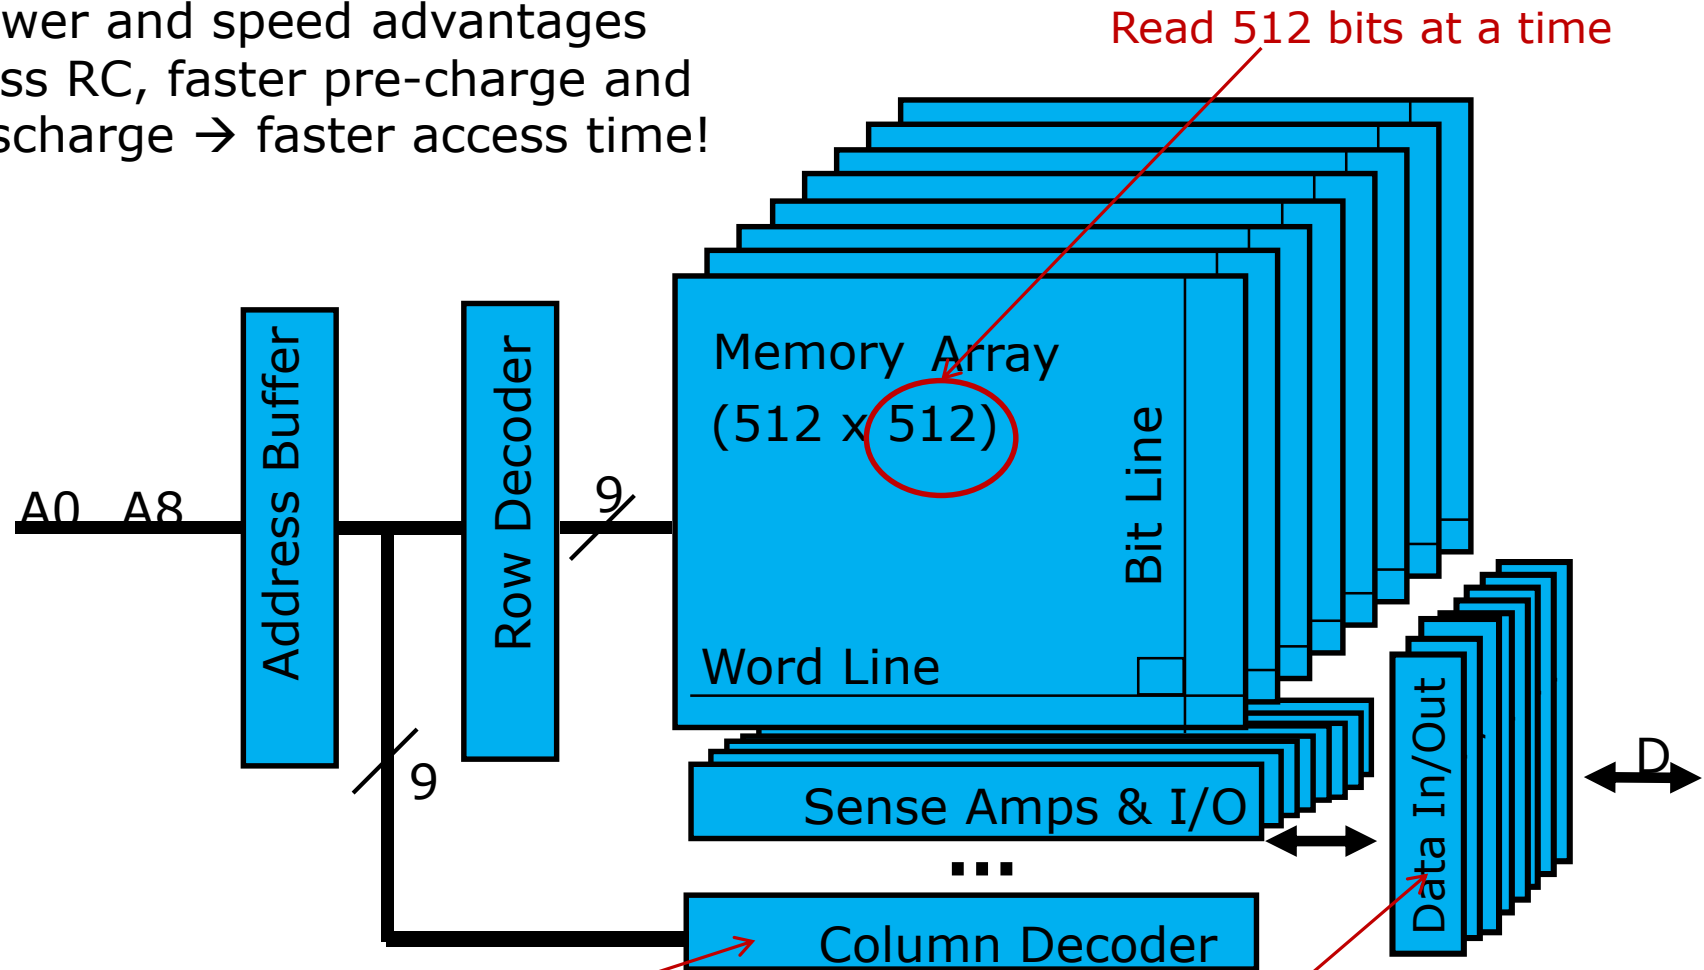 wer and speed advantages
ss RC, faster pre-charge and
scharge → faster access time!
Read 512 bits at a time
Memory Array
(512 x 512)
Bit Line
Word Line
Address Buffer
Row Decoder
A0 A8
9
9
Sense Amps & I/O
...
Column Decoder
Data In/Out
D